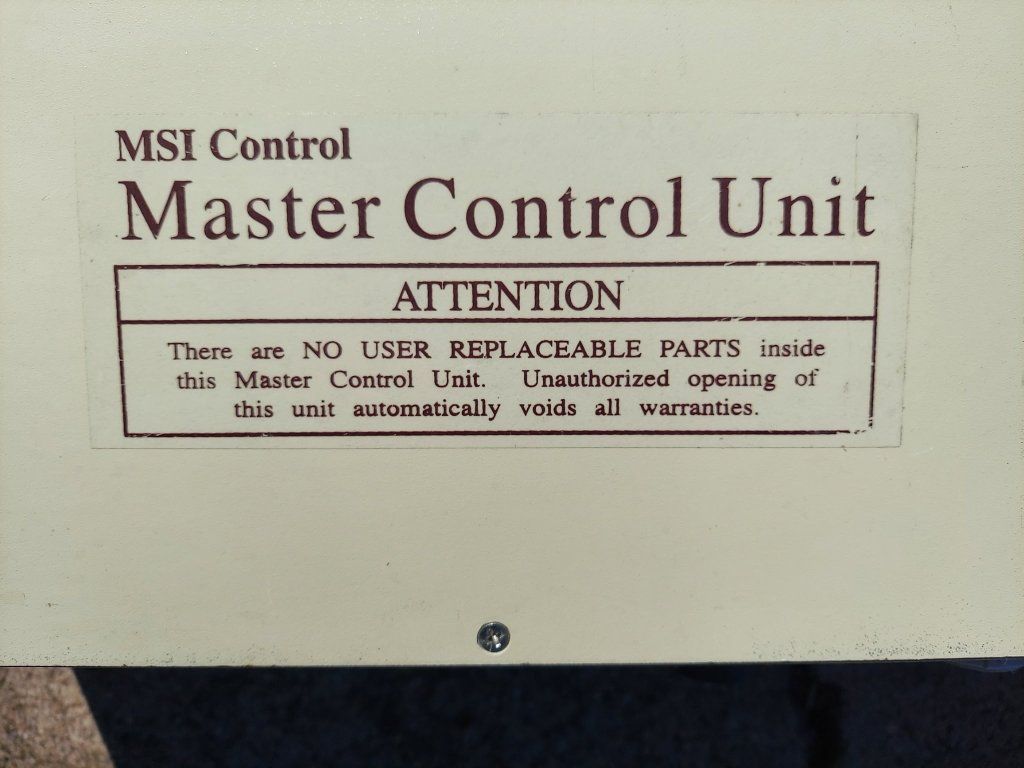 MSI Control
Master Control Unit
ATTENTION
There are NO USER REPLACEABLE PARTS inside
this Master Control Unit. Unauthorized opening of
this unit automatically voids all warranties.